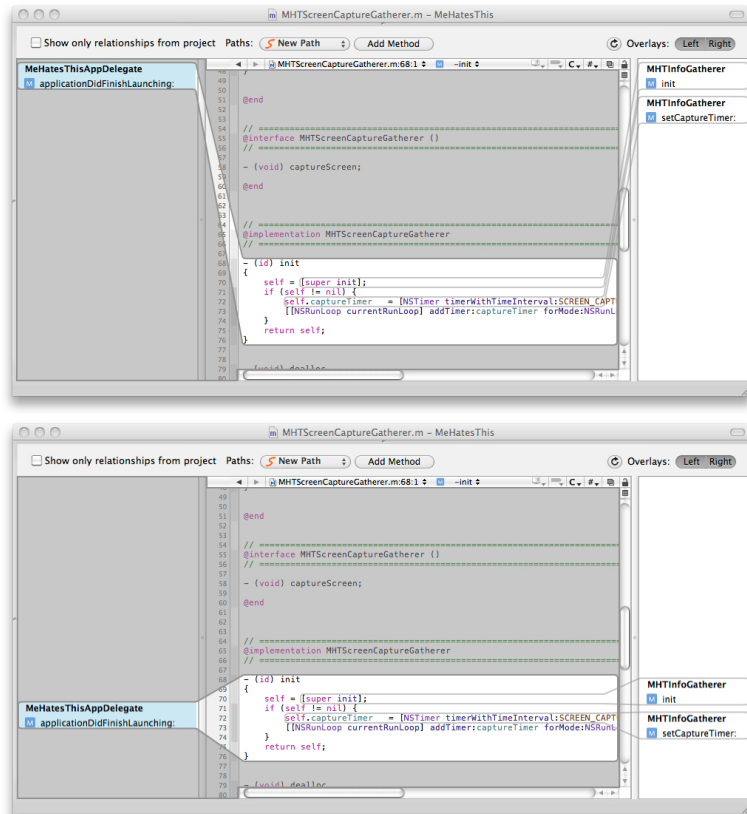 MHTScreenCaptureGatherer.m – MeHatesThis
Show only relationships from project Paths: New Path Add Method Overlays: Left Right
MHTScreenCaptureGatherer.m:68:1 M -init C #
MeHatesThisAppDelegate
M applicationDidFinishLaunching:
48 }
49
50
51 @end
52
53
54 // ==========================================================
55 @interface MHTScreenCaptureGatherer ()
56 // ==========================================================
57
58 - (void) captureScreen;
59
60 @end
61
62
63
64 // ==========================================================
65 @implementation MHTScreenCaptureGatherer
66 // ==========================================================
67
68 - (id) init
69 {
70 self = [super init];
71 if (self != nil) {
72 self.captureTimer = [NSTimer timerWithTimeInterval:SCREEN_CAPT
73 [[NSRunLoop currentRunLoop] addTimer:captureTimer forMode:NSRunL
74 }
75 return self;
76 }
77
78
79 - (void) dealloc
80
MHTInfoGatherer
M init
MHTInfoGatherer
M setCaptureTimer:
MHTScreenCaptureGatherer.m – MeHatesThis
Show only relationships from project Paths: New Path Add Method Overlays: Left Right
MHTScreenCaptureGatherer.m:68:1 M -init C #
49
50
51 @end
52
53
54 // ==========================================================
55 @interface MHTScreenCaptureGatherer ()
56 // ==========================================================
57
58 - (void) captureScreen;
59
60 @end
61
62
63
64 // ==========================================================
65 @implementation MHTScreenCaptureGatherer
66 // ==========================================================
67
68 - (id) init
69 {
70 self = [super init];
71 if (self != nil) {
72 self.captureTimer = [NSTimer timerWithTimeInterval:SCREEN_CAPT
73 [[NSRunLoop currentRunLoop] addTimer:captureTimer forMode:NSRunL
74 }
75 return self;
76 }
77
78
79 - (void) dealloc
80
MeHatesThisAppDelegate
M applicationDidFinishLaunching:
MHTInfoGatherer
M init
MHTInfoGatherer
M setCaptureTimer: